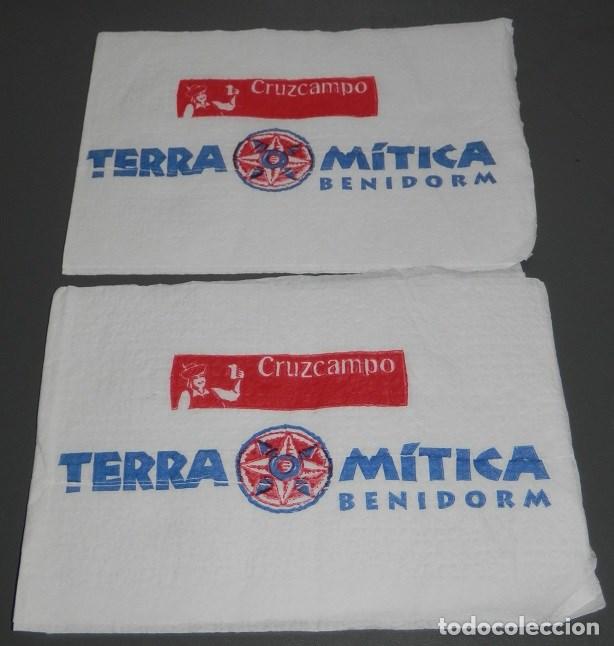 Cruzcampo
TERRA MÍTICA
BENIDORM
Cruzcampo
TERRA MÍTICA
BENIDORM
todocoleccion